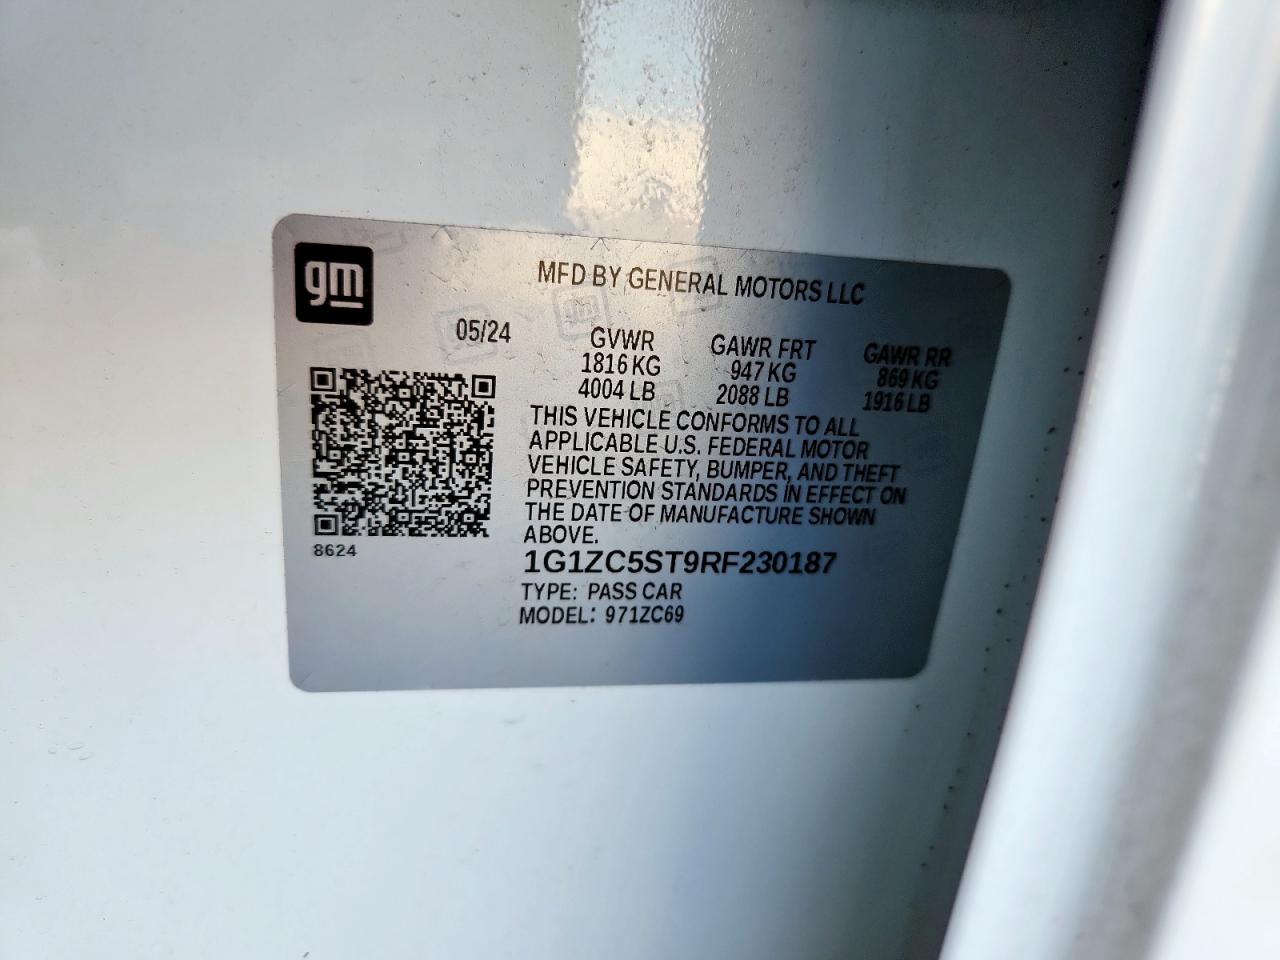 gm
MFD BY GENERAL MOTORS LLC
05/24
GVWR GAWR FRT GAWR RR
1816 KG 947 KG 869 KG
4004 LB 2088 LB 1916 LB
THIS VEHICLE CONFORMS TO ALL
APPLICABLE U.S. FEDERAL MOTOR
VEHICLE SAFETY, BUMPER, AND THEFT
PREVENTION STANDARDS IN EFFECT ON
THE DATE OF MANUFACTURE SHOWN
ABOVE.
8624
1G1ZC5ST9RF230187
TYPE: PASS CAR
MODEL: 971ZC69